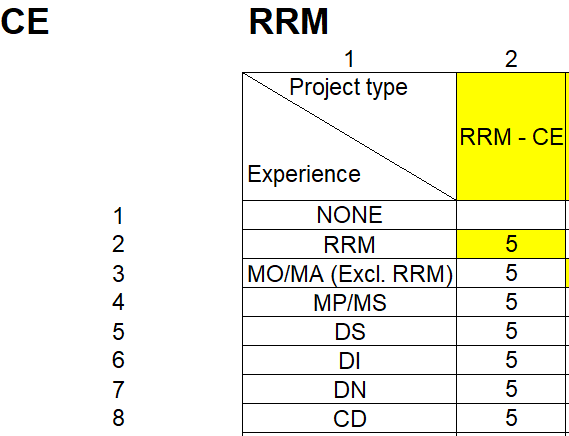 CE RRM
1 2
Project type
RRM - CE
Experience
1 NONE
2 RRM 5
3 MO/MA (Excl. RRM) 5
4 MP/MS 5
5 DS 5
6 DI 5
7 DN 5
8 CD 5